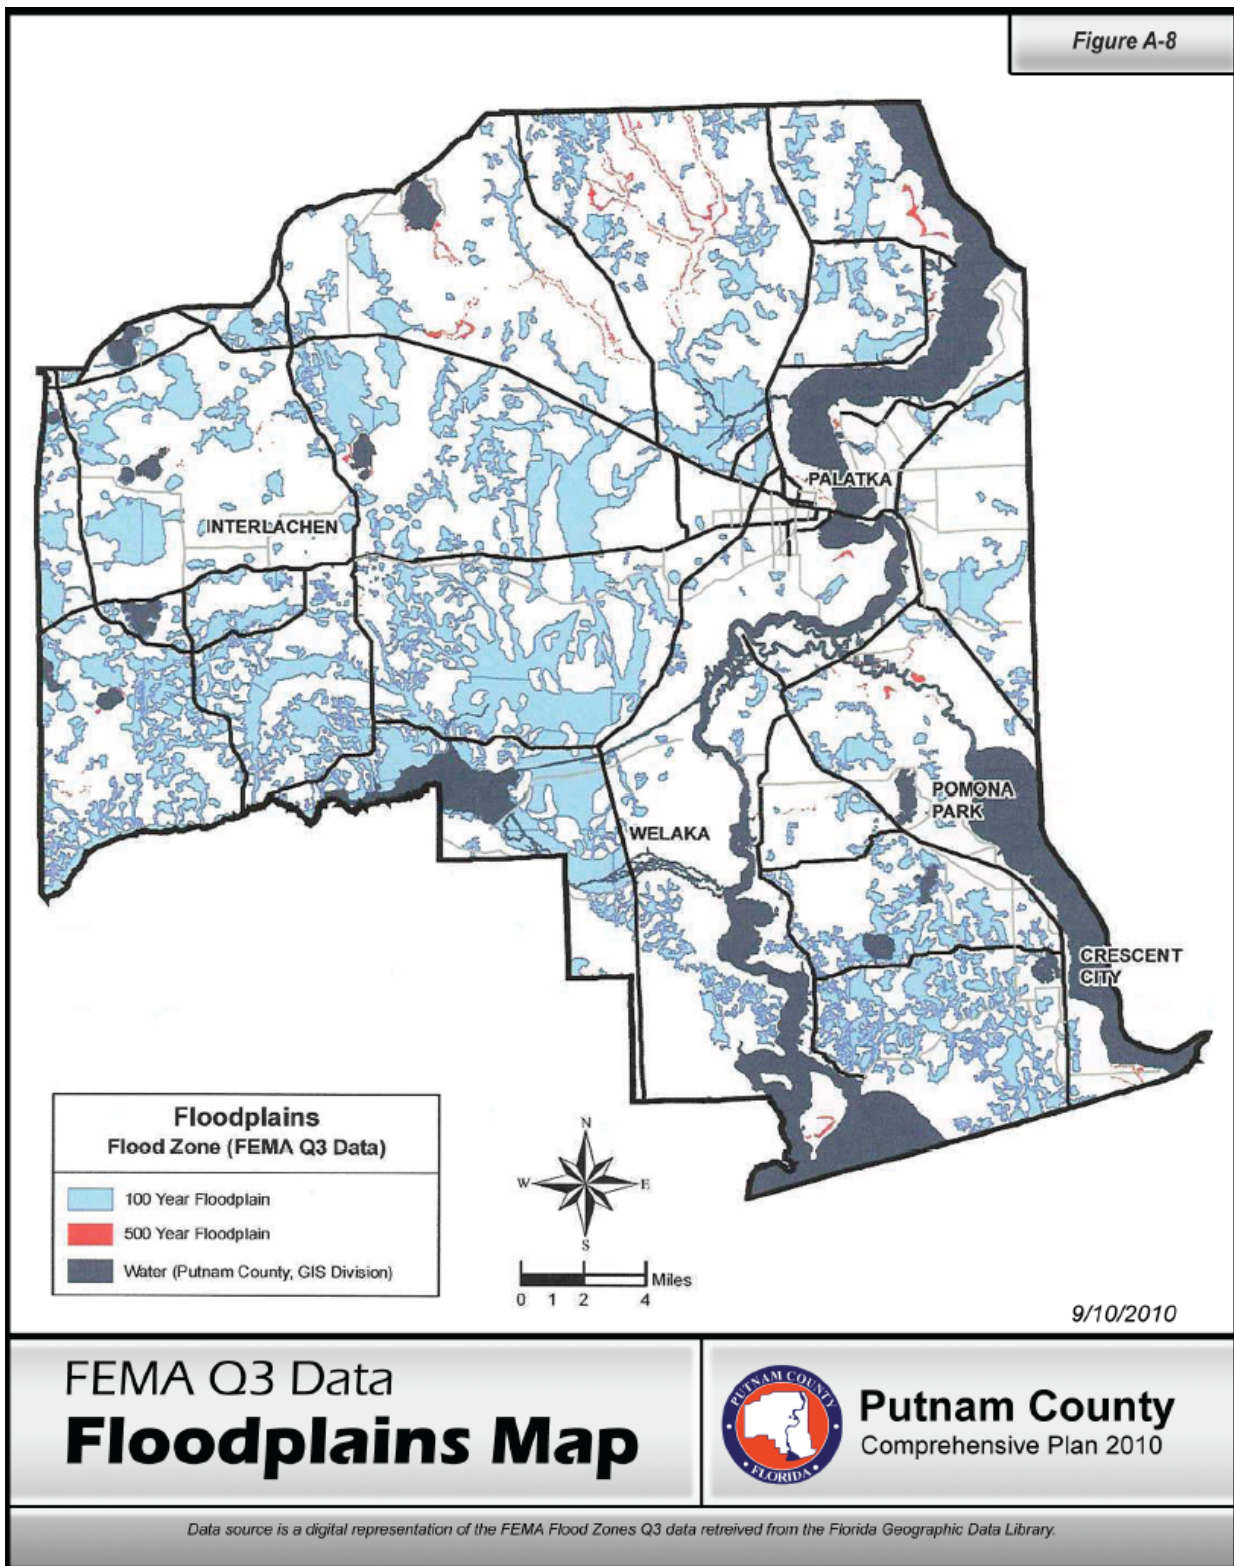 Figure A-8
PALATKA
INTERLACHEN
POMONA
PARK
WELAKA
CRESCENT
CITY
Floodplains
Flood Zone (FEMA Q3 Data)
100 Year Floodplain
500 Year Floodplain
Water (Putnam County, GIS Division)
N
W
E
S
Miles
0 1 2 4
9/10/2010
FEMA Q3 Data
Floodplains Map
PUTNAM COUNTY
FLORIDA
Putnam County
Comprehensive Plan 2010
Data source is a digital representation of the FEMA Flood Zones Q3 data retreived from the Florida Geographic Data Library.